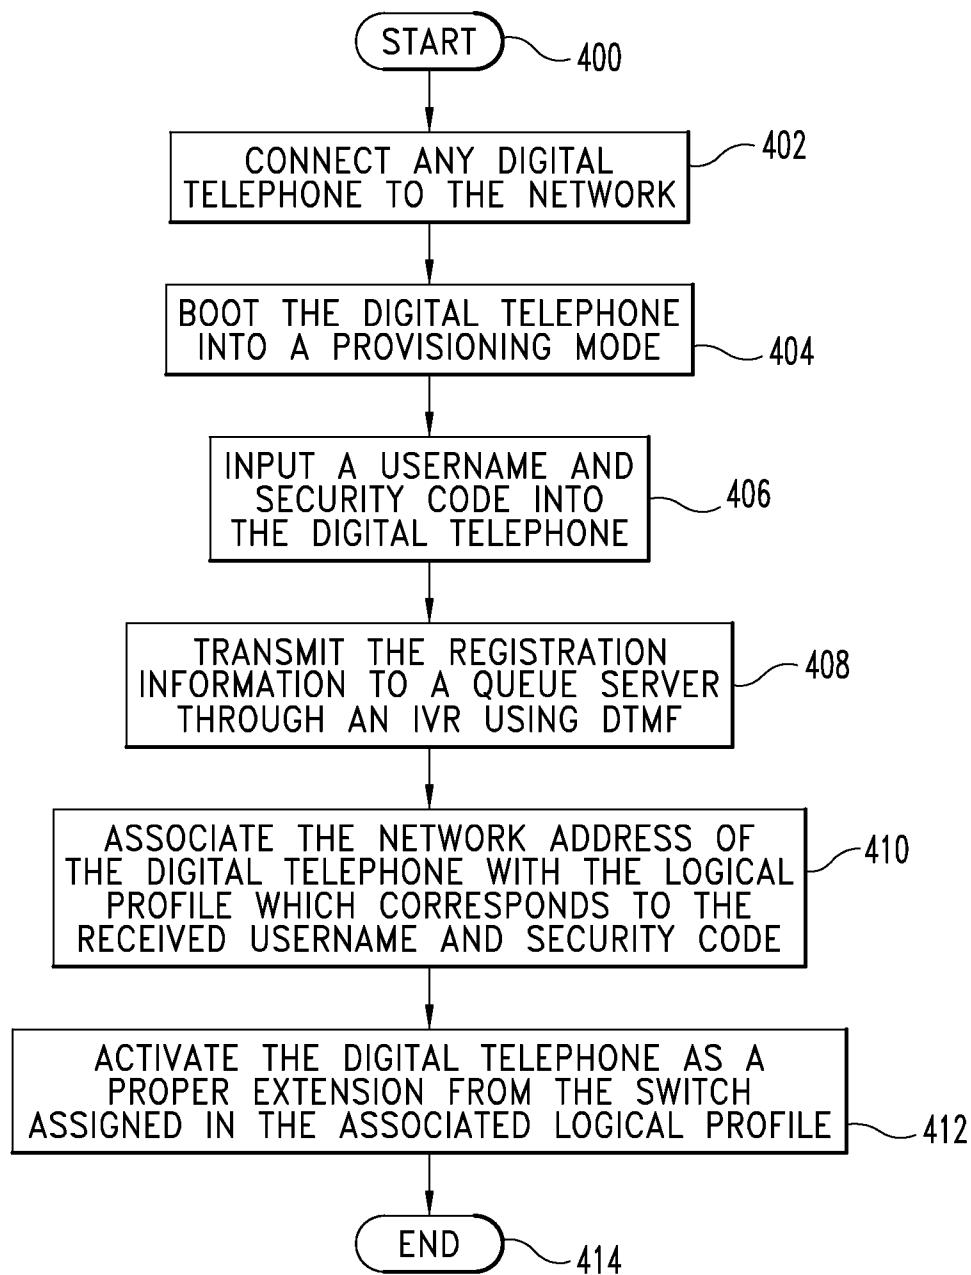 START
400
CONNECT ANY DIGITAL
TELEPHONE TO THE NETWORK
402
BOOT THE DIGITAL TELEPHONE
INTO A PROVISIONING MODE
404
INPUT A USERNAME AND
SECURITY CODE INTO
THE DIGITAL TELEPHONE
406
TRANSMIT THE REGISTRATION
INFORMATION TO A QUEUE SERVER
THROUGH AN IVR USING DTMF
408
ASSOCIATE THE NETWORK ADDRESS OF
THE DIGITAL TELEPHONE WITH THE LOGICAL
PROFILE WHICH CORRESPONDS TO THE
RECEIVED USERNAME AND SECURITY CODE
410
ACTIVATE THE DIGITAL TELEPHONE AS A
PROPER EXTENSION FROM THE SWITCH
ASSIGNED IN THE ASSOCIATED LOGICAL PROFILE
412
END
414